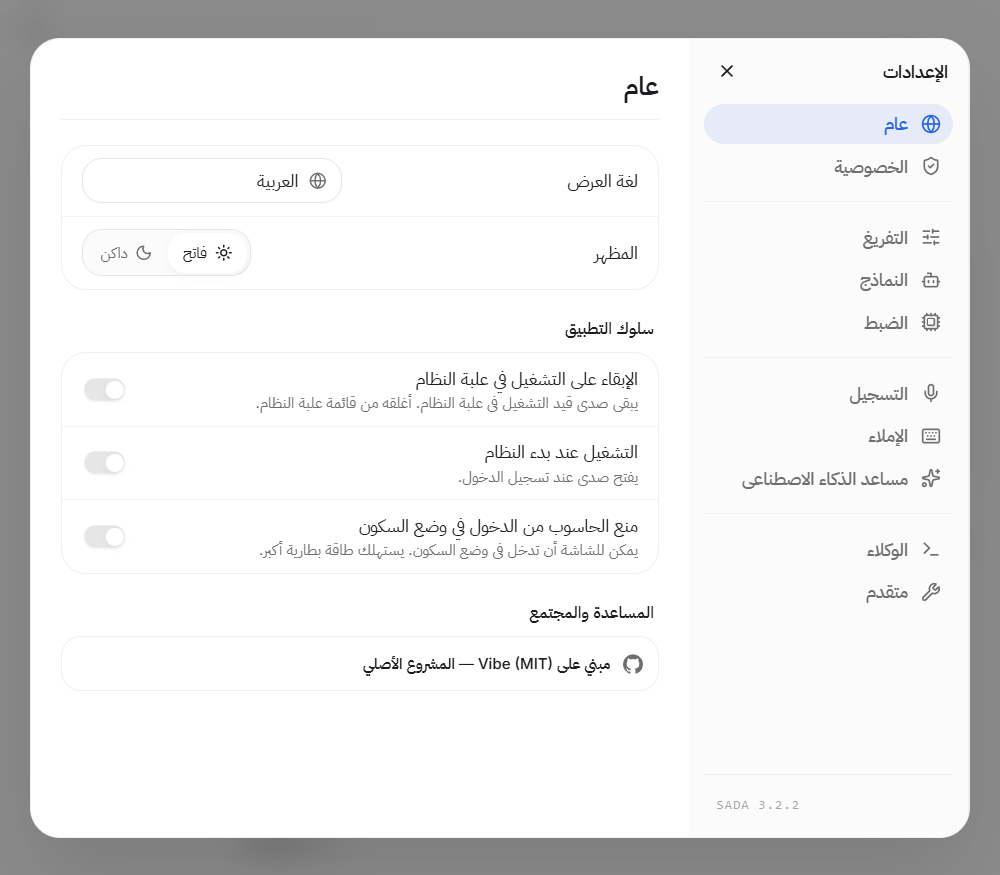 الإعدادات
عام
الخصوصية
التفريغ
النماذج
الضبط
التسجيل
الإملاء
مساعد الذكاء الاصطناعي
الوكلاء
متقدم
SADA 3.2.2
عام
لغة العرض
العربية
المظهر
فاتح
داكن
سلوك التطبيق
الإبقاء على التشغيل في علبة النظام
يبقى صدى قيد التشغيل في علبة النظام. أغلقه من قائمة علبة النظام.
التشغيل عند بدء النظام
يفتح صدى عند تسجيل الدخول.
منع الحاسوب من الدخول في وضع السكون
يمكن للشاشة أن تدخل في وضع السكون. يستهلك طاقة بطارية أكبر.
المساعدة والمجتمع
مبني على Vibe (MIT) — المشروع الأصلي